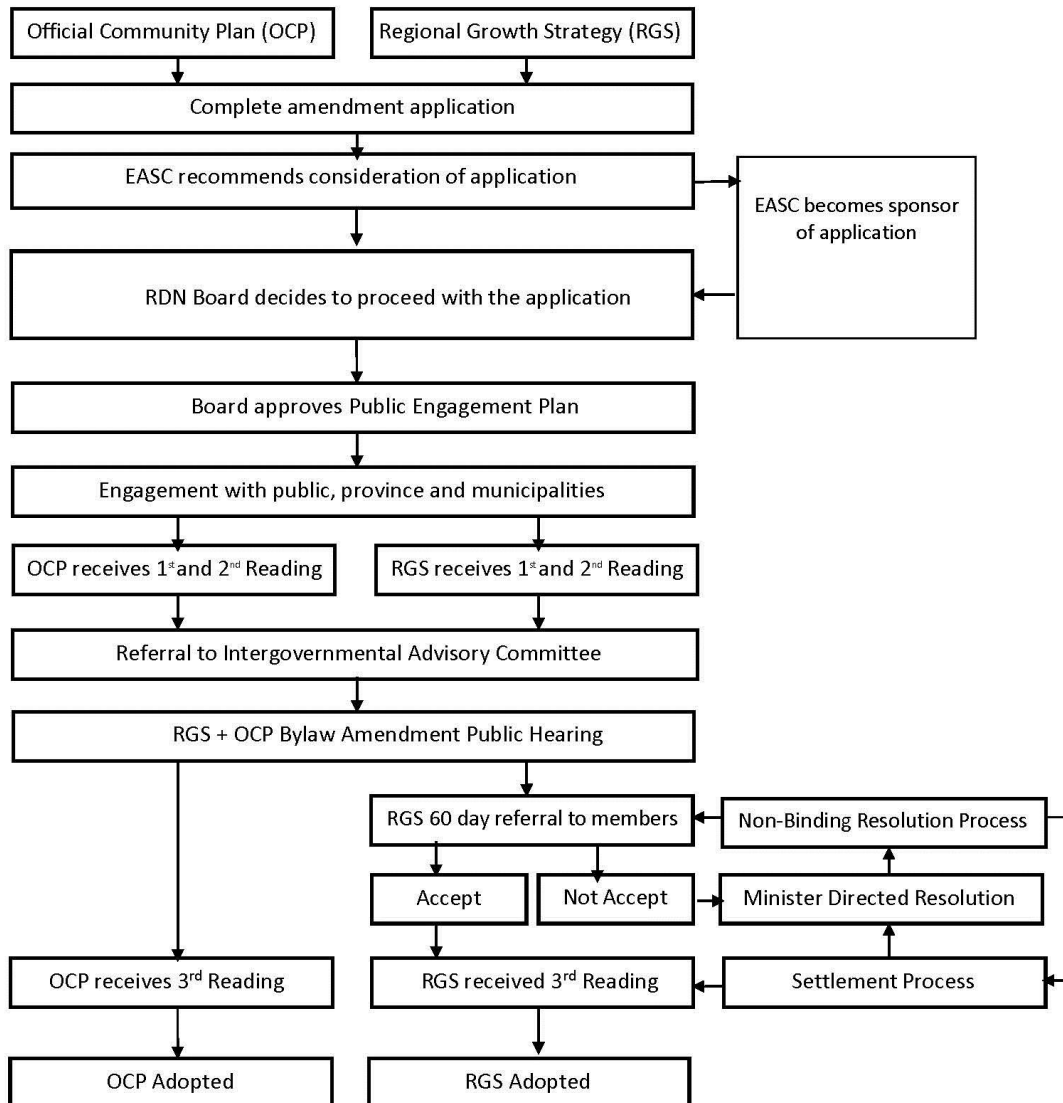 Official Community Plan (OCP)
Regional Growth Strategy (RGS)
Complete amendment application
EASC recommends consideration of application
EASC becomes sponsor
of application
RDN Board decides to proceed with the application
Board approves Public Engagement Plan
Engagement with public, province and municipalities
OCP receives 1st and 2nd Reading
RGS receives 1st and 2nd Reading
Referral to Intergovernmental Advisory Committee
RGS + OCP Bylaw Amendment Public Hearing
RGS 60 day referral to members
Non-Binding Resolution Process
Accept
Not Accept
Minister Directed Resolution
OCP receives 3rd Reading
RGS received 3rd Reading
Settlement Process
OCP Adopted
RGS Adopted